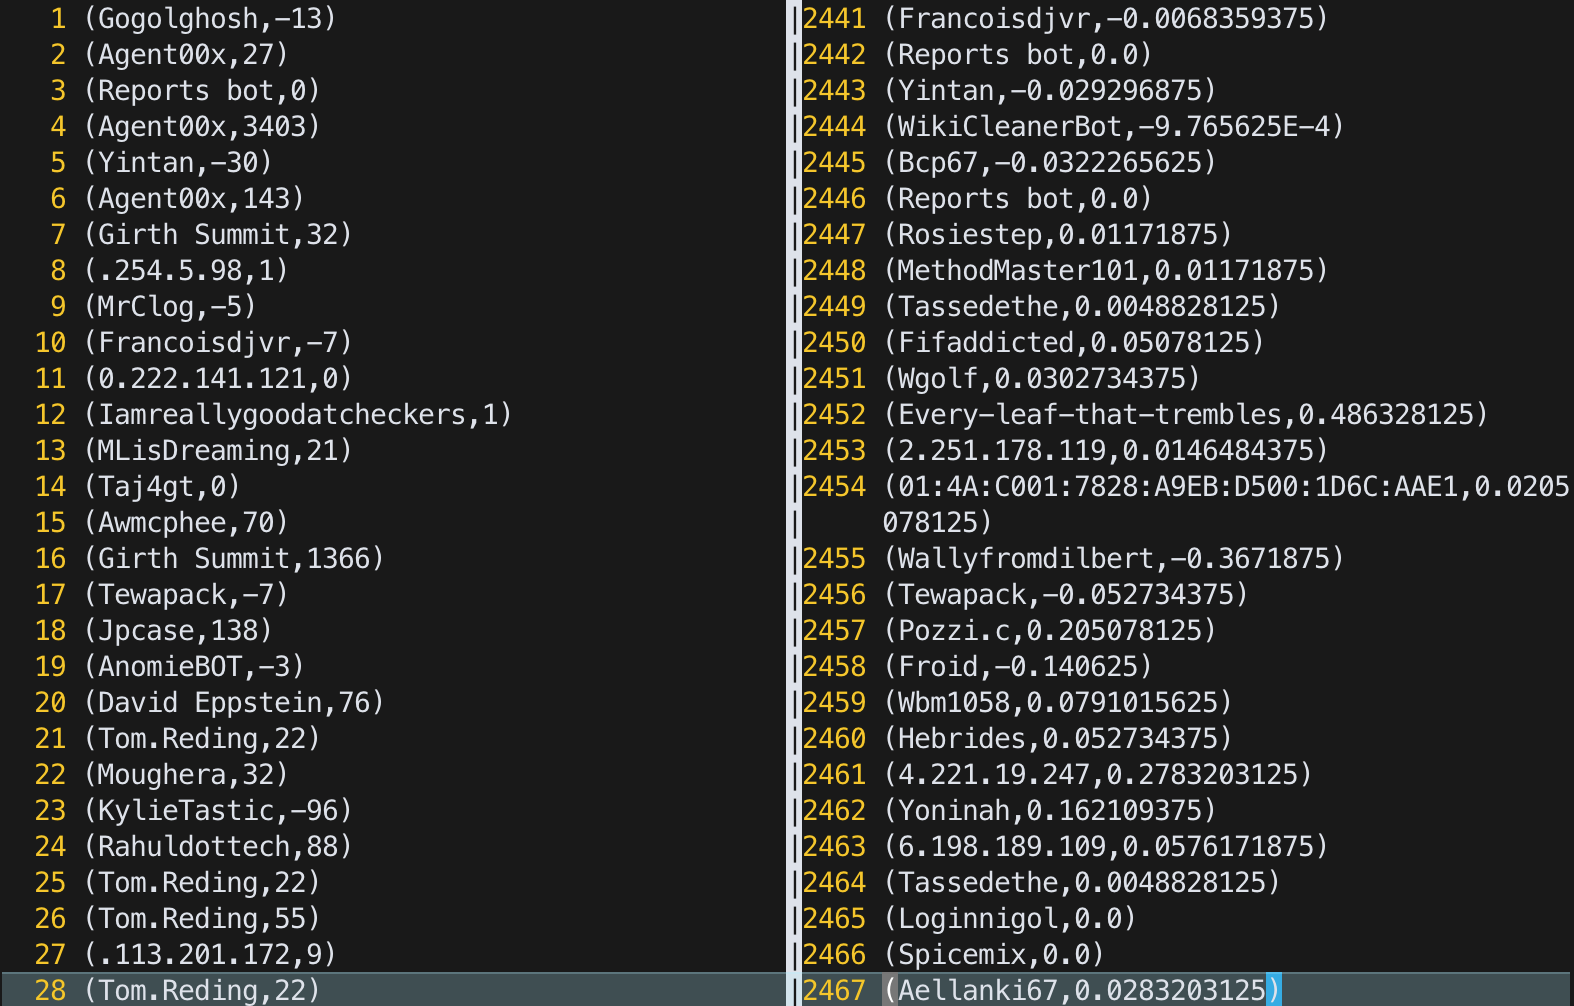 1 (Gogolghosh,-13)
2 (Agent00x,27)
3 (Reports bot,0)
4 (Agent00x,3403)
5 (Yintan,-30)
6 (Agent00x,143)
7 (Girth Summit,32)
8 (.254.5.98,1)
9 (MrClog,-5)
10 (Francoisdjvr,-7)
11 (0.222.141.121,0)
12 (Iamreallygoodatcheckers,1)
13 (MLisDreaming,21)
14 (Taj4gt,0)
15 (Awmcphee,70)
16 (Girth Summit,1366)
17 (Tewapack,-7)
18 (Jpcase,138)
19 (AnomieBOT,-3)
20 (David Eppstein,76)
21 (Tom.Reding,22)
22 (Moughera,32)
23 (KylieTastic,-96)
24 (Rahuldottech,88)
25 (Tom.Reding,22)
26 (Tom.Reding,55)
27 (.113.201.172,9)
28 (Tom.Reding,22)
2441 (Francoisdjvr,-0.0068359375)
2442 (Reports bot,0.0)
2443 (Yintan,-0.029296875)
2444 (WikiCleanerBot,-9.765625E-4)
2445 (Bcp67,-0.0322265625)
2446 (Reports bot,0.0)
2447 (Rosiestep,0.01171875)
2448 (MethodMaster101,0.01171875)
2449 (Tassedethe,0.0048828125)
2450 (Fifaddicted,0.05078125)
2451 (Wgolf,0.0302734375)
2452 (Every-leaf-that-trembles,0.486328125)
2453 (2.251.178.119,0.0146484375)
2454 (01:4A:C001:7828:A9EB:D500:1D6C:AAE1,0.0205
078125)
2455 (Wallyfromdilbert,-0.3671875)
2456 (Tewapack,-0.052734375)
2457 (Pozzi.c,0.205078125)
2458 (Froid,-0.140625)
2459 (Wbm1058,0.0791015625)
2460 (Hebrides,0.052734375)
2461 (4.221.19.247,0.2783203125)
2462 (Yoninah,0.162109375)
2463 (6.198.189.109,0.0576171875)
2464 (Tassedethe,0.0048828125)
2465 (Loginnigol,0.0)
2466 (Spicemix,0.0)
2467 (Aellanki67,0.0283203125)